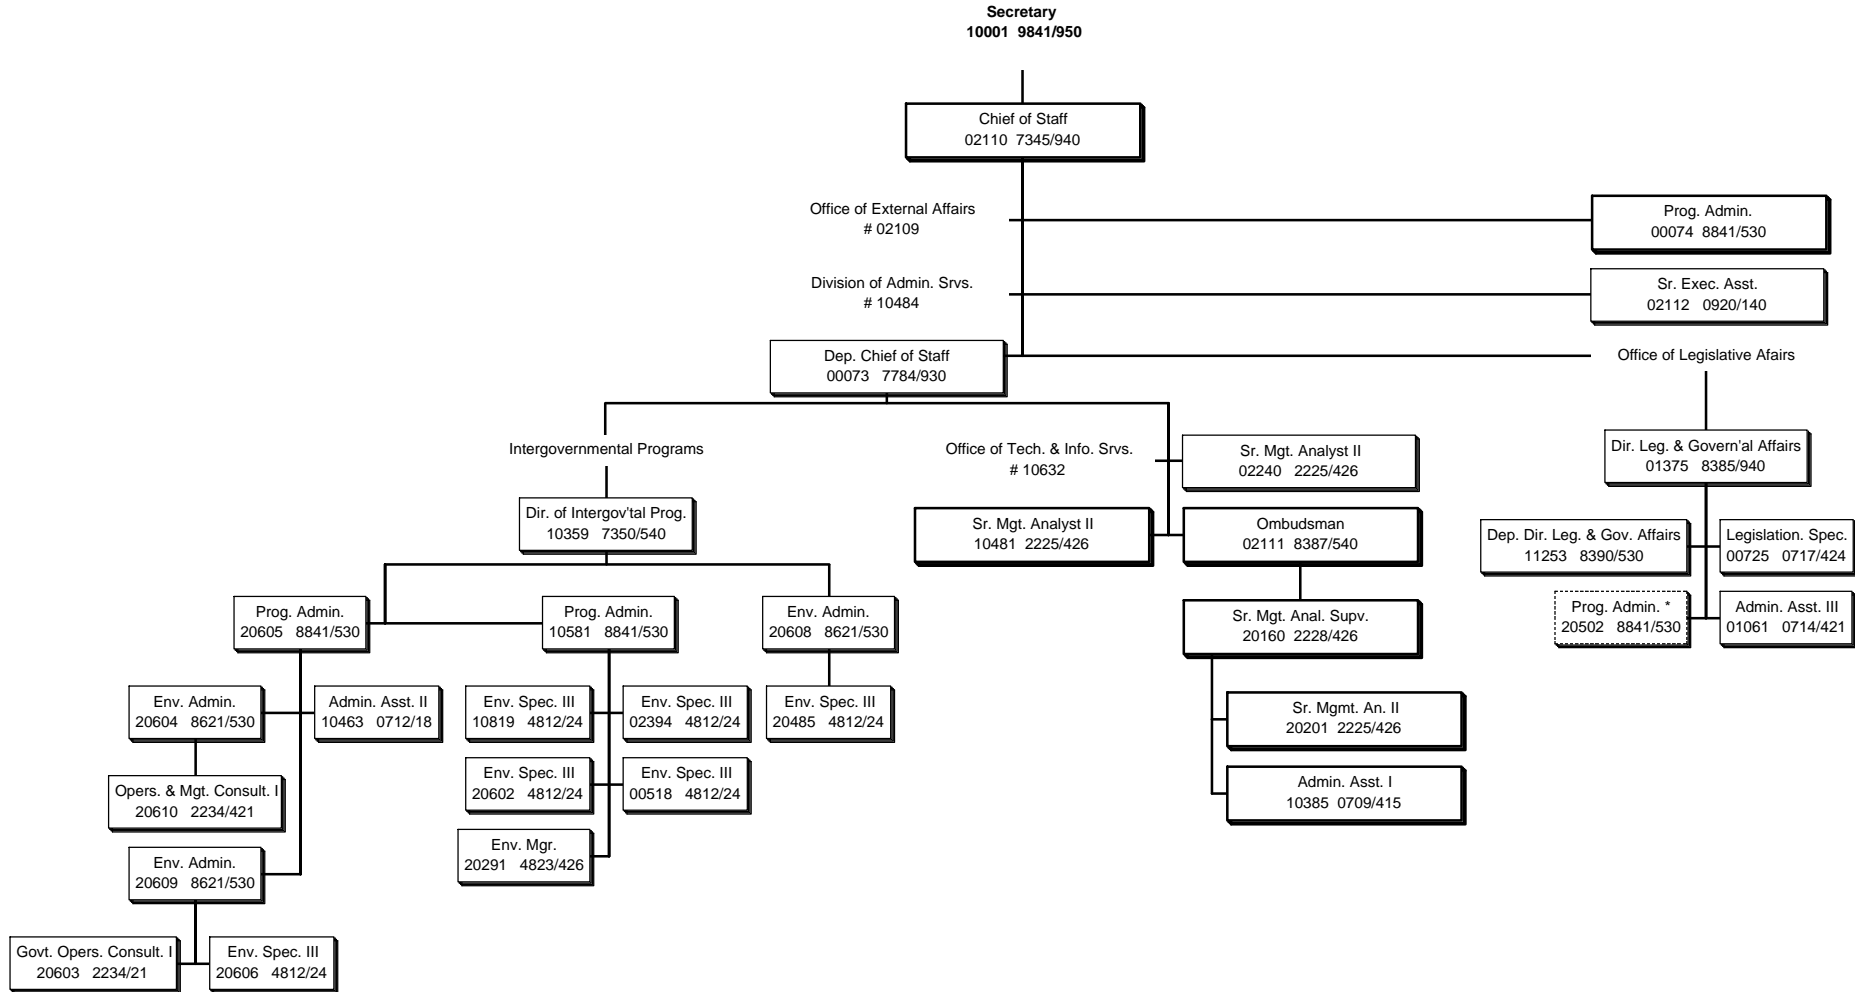 Secretary
10001 9841/950
Chief of Staff
02110 7345/940
Office of External Affairs
# 02109
Prog. Admin.
00074 8841/530
Division of Admin. Srvs.
# 10484
Sr. Exec. Asst.
02112 0920/140
Dep. Chief of Staff
00073 7784/930
Office of Legislative Afairs
Intergovernmental Programs
Office of Tech. & Info. Srvs.
# 10632
Sr. Mgt. Analyst II
02240 2225/426
Dir. Leg. & Govern'al Affairs
01375 8385/940
Dir. of Intergov'tal Prog.
10359 7350/540
Sr. Mgt. Analyst II
10481 2225/426
Ombudsman
02111 8387/540
Dep. Dir. Leg. & Gov. Affairs
11253 8390/530
Legislation. Spec.
00725 0717/424
Prog. Admin.
20605 8841/530
Prog. Admin.
10581 8841/530
Env. Admin.
20608 8621/530
Sr. Mgt. Anal. Supv.
20160 2228/426
Prog. Admin. *
20502 8841/530
Admin. Asst. III
01061 0714/421
Env. Admin.
20604 8621/530
Admin. Asst. II
10463 0712/18
Env. Spec. III
10819 4812/24
Env. Spec. III
02394 4812/24
Env. Spec. III
20485 4812/24
Sr. Mgmt. An. II
20201 2225/426
Opers. & Mgt. Consult. I
20610 2234/421
Env. Spec. III
20602 4812/24
Env. Spec. III
00518 4812/24
Admin. Asst. I
10385 0709/415
Env. Admin.
20609 8621/530
Env. Mgr.
20291 4823/426
Govt. Opers. Consult. I
20603 2234/21
Env. Spec. III
20606 4812/24